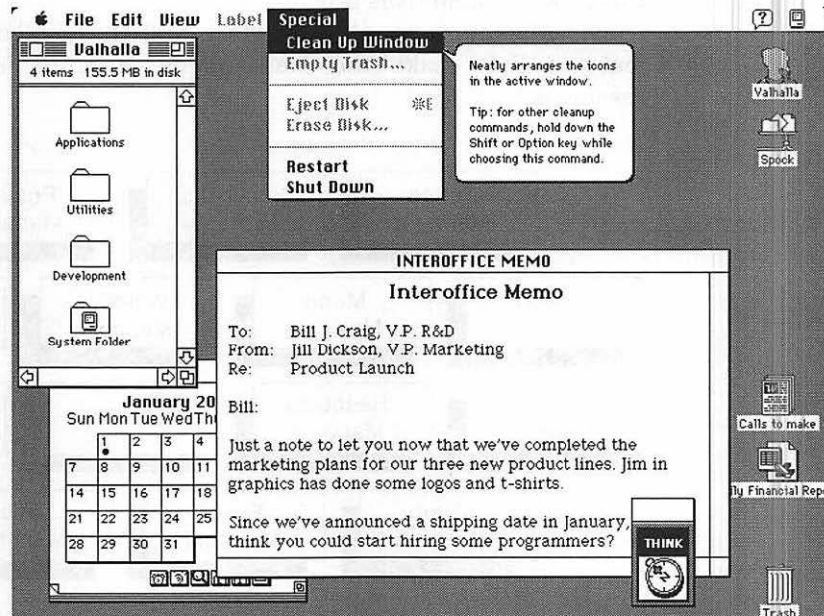 File Edit View Label Special
Valhalla
4 items 155.5 MB in disk
Applications
Utilities
Development
System Folder
Clean Up Window
Empty Trash...
Eject Disk ⌘E
Erase Disk...
Restart
Shut Down
Neatly arranges the icons
in the active window.
Tip: for other cleanup
commands, hold down the
Shift or Option key while
choosing this command.
Valhalla
Spock
INTEROFFICE MEMO
Interoffice Memo
To: Bill J. Craig, V.P. R&D
From: Jill Dickson, V.P. Marketing
Re: Product Launch
Bill:
Just a note to let you now that we've completed the
marketing plans for our three new product lines. Jim in
graphics has done some logos and t-shirts.
Since we've announced a shipping date in January,
think you could start hiring some programmers?
January 20
Sun Mon Tue Wed Thu
1 2 3 4
7 8 9 10 11
14 15 16 17 18
21 22 23 24 25
28 29 30 31
THINK
Calls to make
ly Financial Rep
Trash